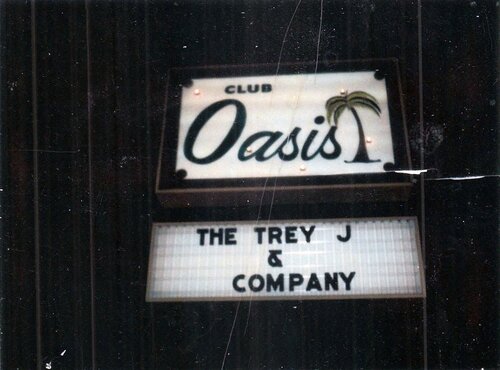 CLUB
Oasis
THE TREY J
&
COMPANY